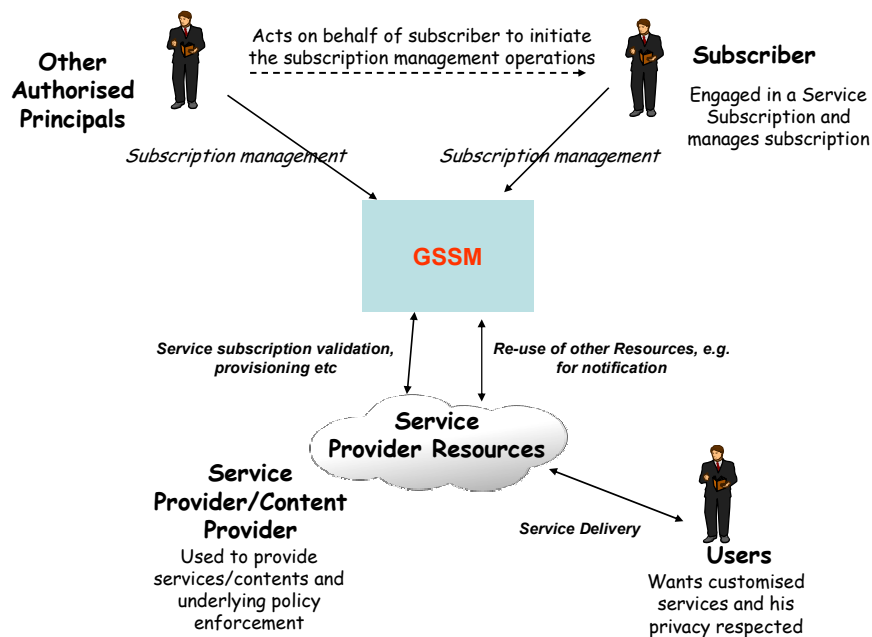 Other
Authorised
Principals
Acts on behalf of subscriber to initiate
the subscription management operations
Subscriber
Engaged in a Service
Subscription and
manages subscription
Subscription management
Subscription management
GSSM
Service subscription validation,
provisioning etc
Re-use of other Resources, e.g.
for notification
Service
Provider Resources
Service
Provider/Content
Provider
Used to provide
services/contents and
underlying policy
enforcement
Service Delivery
Users
Wants customised
services and his
privacy respected